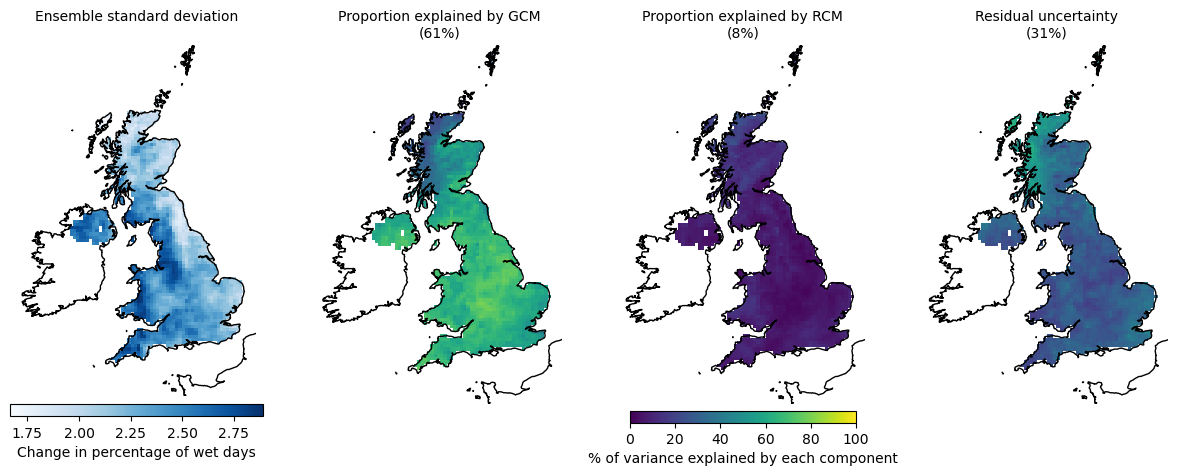 Ensemble standard deviation
Proportion explained by GCM
(61%)
Proportion explained by RCM
(8%)
Residual uncertainty
(31%)
1.75 2.00 2.25 2.50 2.75
Change in percentage of wet days
0 20 40 60 80 100
% of variance explained by each component